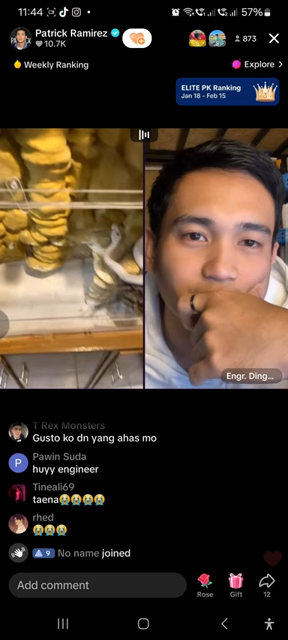 11:44
57%
Patrick Ramirez
10.7K
873
Weekly Ranking
Explore >
ELITE PK Ranking
Jan 18 - Feb 15
Engr. Ding...
T Rex Monsters
Gusto ko dn yang ahas mo
P
Pawin Suda
huyy engineer
Tineali69
taena😭😭😭😭
rhed
😭😭😭
9 No name joined
Add comment
Rose
Gift
12